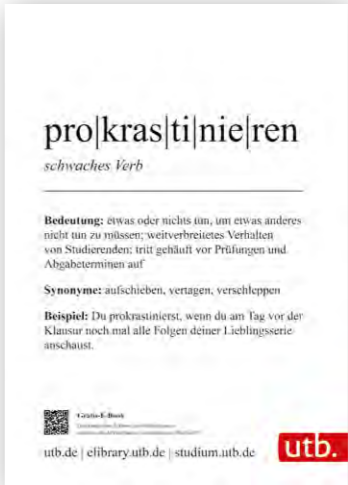 pro|kras|ti|nie|ren
schwaches Verb
Bedeutung: etwas oder nichts tun, um etwas anderes
nicht tun zu müssen; weitverbreitetes Verhalten
von Studierenden; tritt gehäuft vor Prüfungen und
Abgabeterminen auf
Synonyme: aufschieben, vertagen, verschleppen
Beispiel: Du prokrastinierst, wenn du am Tag vor der
Klausur noch mal alle Folgen deiner Lieblingsserie
anschaust.
Gratis-E-Book
utb.de | elibrary.utb.de | studium.utb.de
utb.